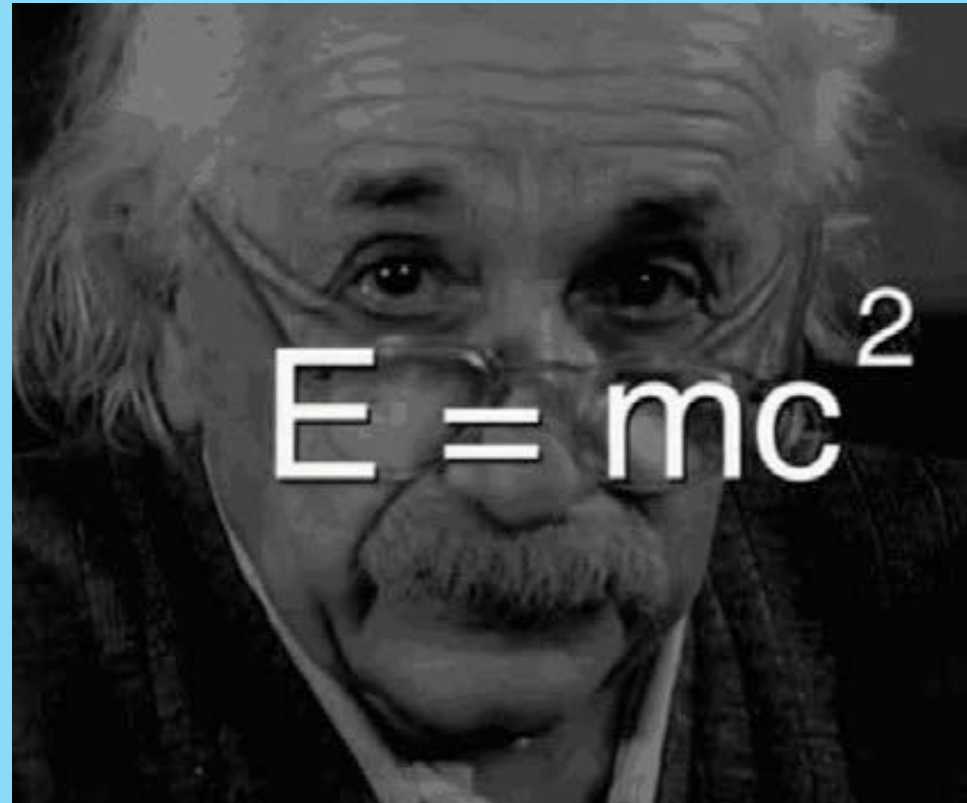 E = mc²